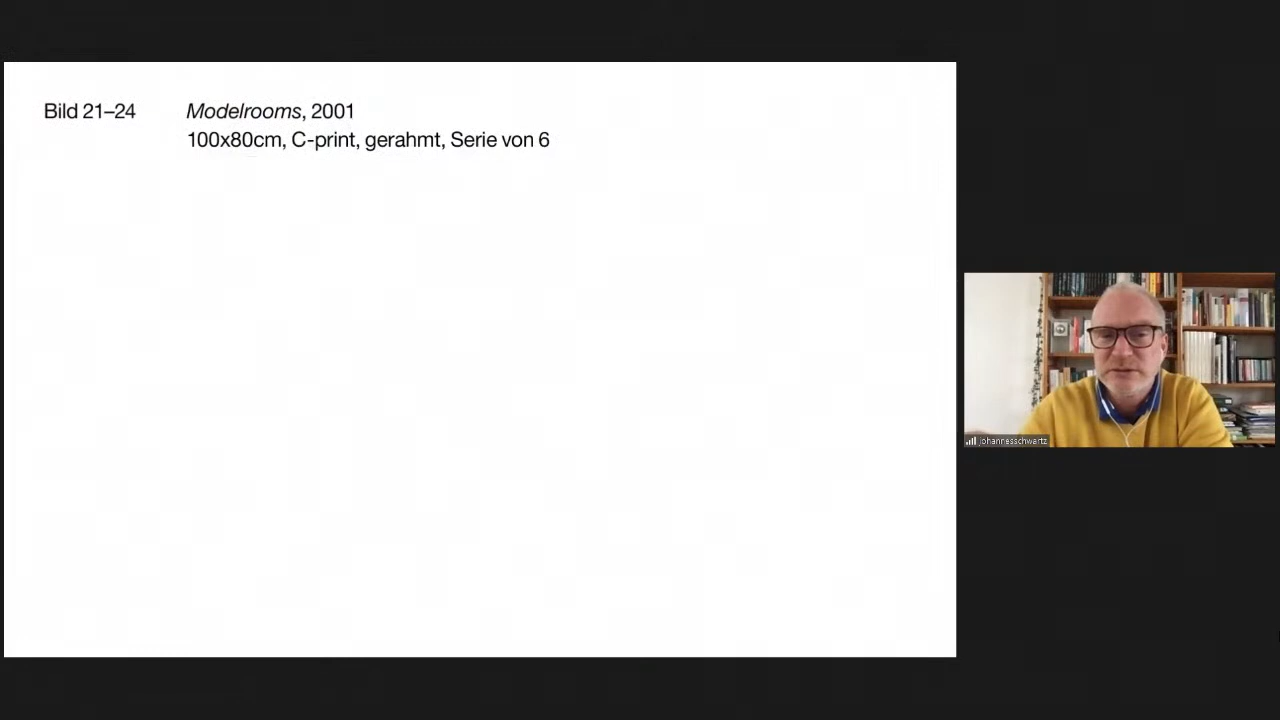 Bild 21–24 Modelrooms, 2001
100x80cm, C-print, gerahmt, Serie von 6
johannesschwartz